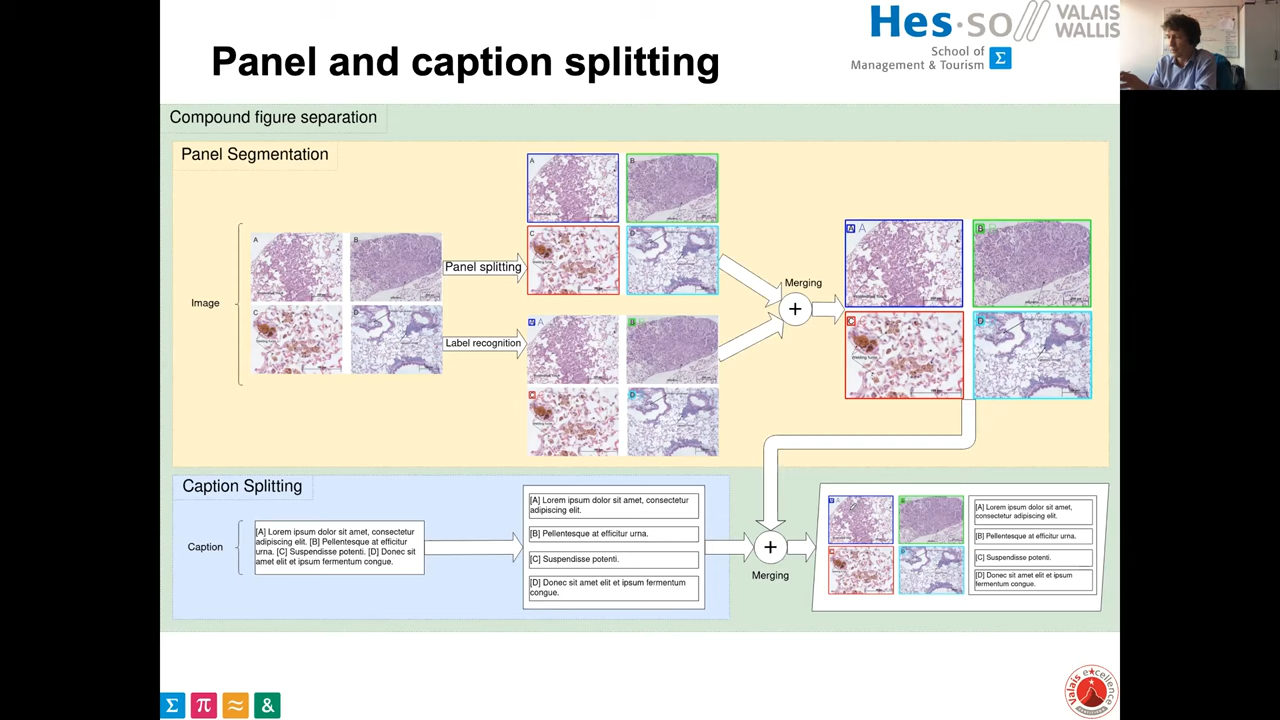 Panel and caption splitting
Hes·so// VALAIS
WALLIS
School of
Management & Tourism
Σ
Compound figure separation
Panel Segmentation
Image
A
B
C
D
Panel splitting
Label recognition
A
B
C
D
A
B
C
D
Merging
+
A A
B
C
D
Caption Splitting
Caption
[A] Lorem ipsum dolor sit amet, consectetur
adipiscing elit. [B] Pellentesque at efficitur
urna. [C] Suspendisse potenti. [D] Donec sit
amet elit et ipsum fermentum congue.
[A] Lorem ipsum dolor sit amet, consectetur
adipiscing elit.
[B] Pellentesque at efficitur urna.
[C] Suspendisse potenti.
[D] Donec sit amet elit et ipsum fermentum
congue.
+
Merging
[A] Lorem ipsum dolor sit amet,
consectetur adipiscing elit.
[B] Pellentesque at efficitur urna.
[C] Suspendisse potenti.
[D] Donec sit amet elit et ipsum
fermentum congue.
Σ π ≈ &
Valais excellence